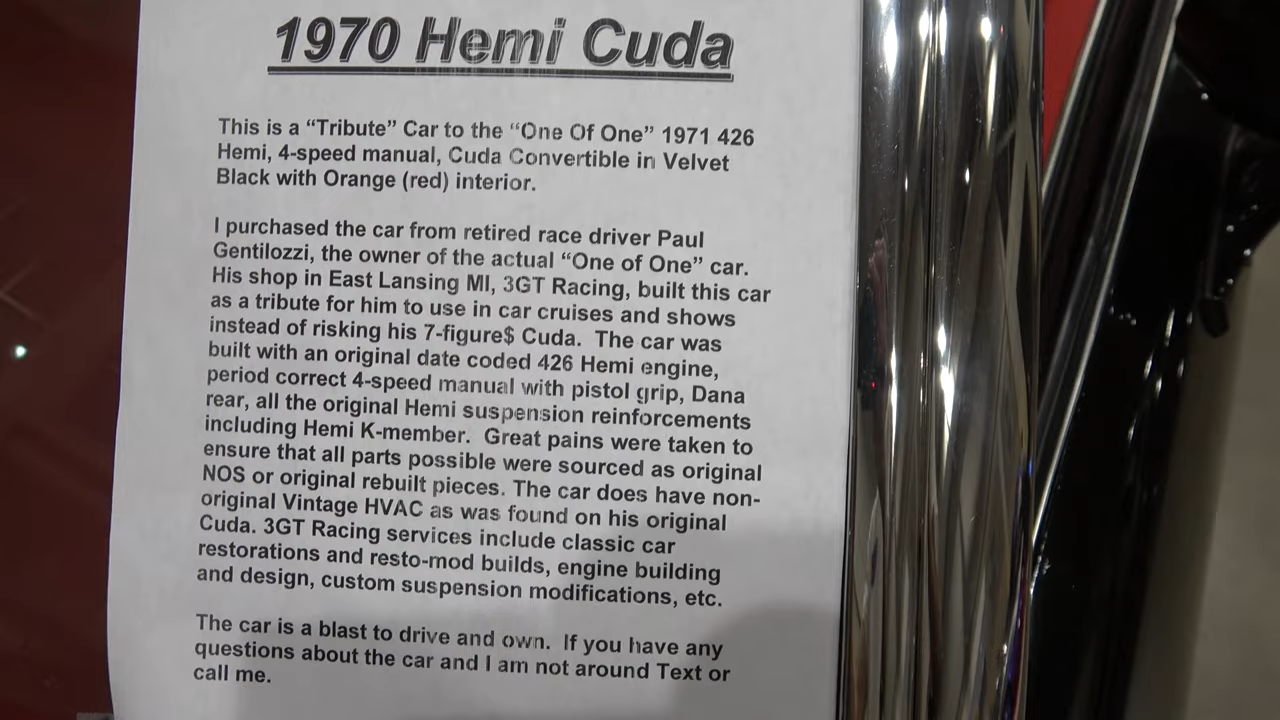 1970 Hemi Cuda
This is a “Tribute” Car to the “One Of One” 1971 426
Hemi, 4-speed manual, Cuda Convertible in Velvet
Black with Orange (red) interior.
I purchased the car from retired race driver Paul
Gentilozzi, the owner of the actual “One of One” car.
His shop in East Lansing MI, 3GT Racing, built this car
as a tribute for him to use in car cruises and shows
instead of risking his 7-figure$ Cuda.  The car was
built with an original date coded 426 Hemi engine,
period correct 4-speed manual with pistol grip, Dana
rear, all the original Hemi suspension reinforcements
including Hemi K-member.  Great pains were taken to
ensure that all parts possible were sourced as original
NOS or original rebuilt pieces. The car does have non-
original Vintage HVAC as was found on his original
Cuda. 3GT Racing services include classic car
restorations and resto-mod builds, engine building
and design, custom suspension modifications, etc.
The car is a blast to drive and own.  If you have any
questions about the car and I am not around Text or
call me.